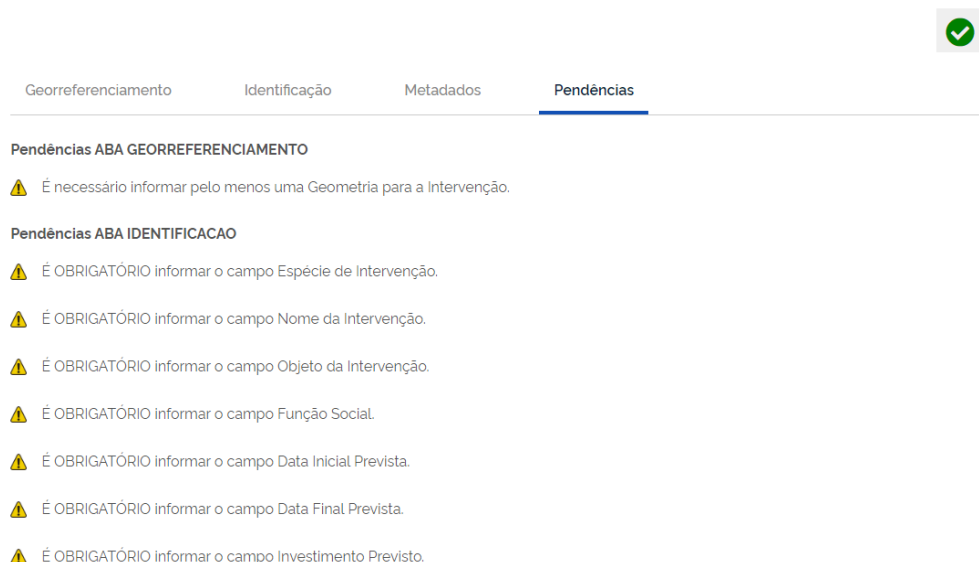 Georreferenciamento Identificação Metadados Pendências
Pendências ABA GEORREFERENCIAMENTO
É necessário informar pelo menos uma Geometria para a Intervenção.
Pendências ABA IDENTIFICACAO
É OBRIGATÓRIO informar o campo Espécie de Intervenção.
É OBRIGATÓRIO informar o campo Nome da Intervenção.
É OBRIGATÓRIO informar o campo Objeto da Intervenção.
É OBRIGATÓRIO informar o campo Função Social.
É OBRIGATÓRIO informar o campo Data Inicial Prevista.
É OBRIGATÓRIO informar o campo Data Final Prevista.
É OBRIGATÓRIO informar o campo Investimento Previsto.